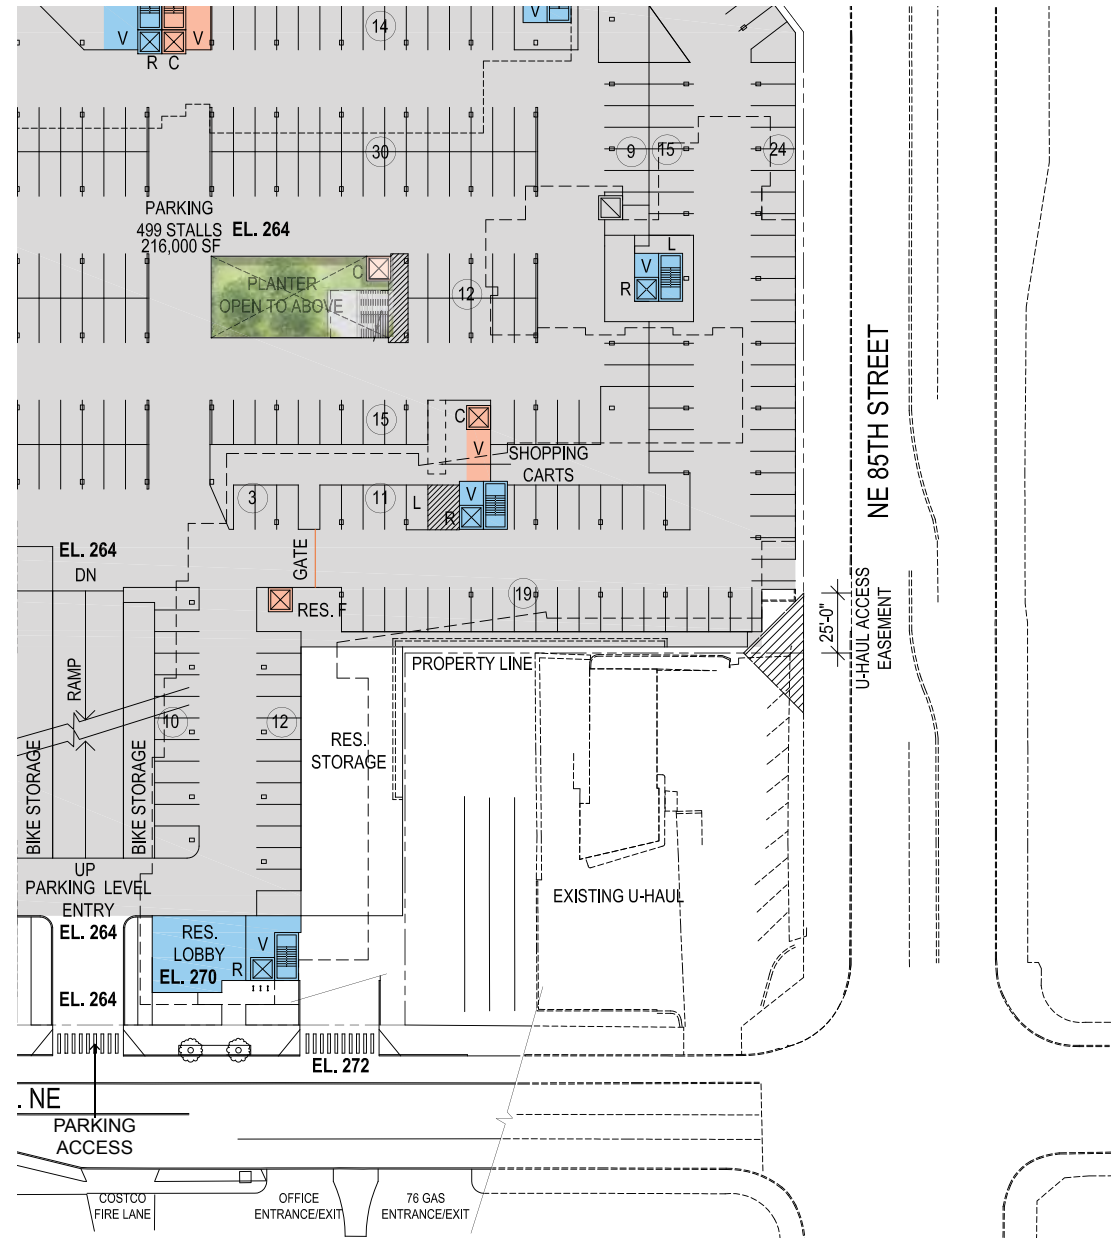 14
V
V
V
R C
30
9
15
24
PARKING
499 STALLS
216,000 SF
EL. 264
L
V
R
C
PLANTER
OPEN TO ABOVE
12
NE 85TH STREET
15
C
V
SHOPPING
CARTS
3
11
L
V
R
GATE
EL. 264
DN
19
RES. F
25'-0"
U-HAUL ACCESS
EASEMENT
PROPERTY LINE
RAMP
10
12
RES.
STORAGE
BIKE STORAGE
BIKE STORAGE
UP
PARKING LEVEL
ENTRY
EL. 264
EXISTING U-HAUL
RES.
LOBBY
EL. 270
V
R
EL. 264
EL. 272
. NE
PARKING
ACCESS
COSTCO
FIRE LANE
OFFICE
ENTRANCE/EXIT
76 GAS
ENTRANCE/EXIT